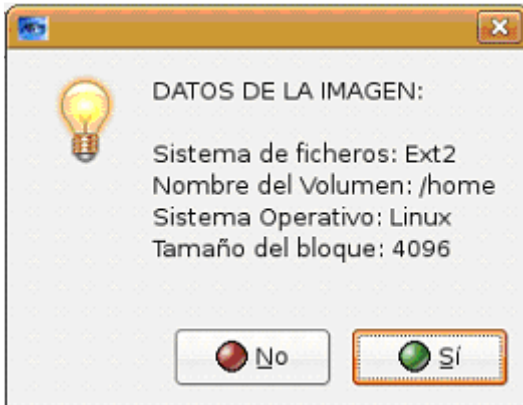 DATOS DE LA IMAGEN:
Sistema de ficheros: Ext2
Nombre del Volumen: /home
Sistema Operativo: Linux
Tamaño del bloque: 4096
No
Sí